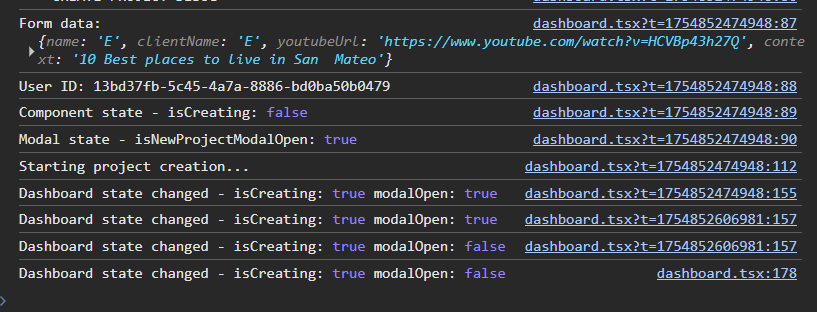 Form data: dashboard.tsx?t=1754852474948:87
{name: 'E', clientName: 'E', youtubeUrl: 'https://www.youtube.com/watch?v=HCVBp43h27Q', conte
xt: '10 Best places to live in San  Mateo'}
User ID: 13bd37fb-5c45-4a7a-8886-bd0ba50b0479 dashboard.tsx?t=1754852474948:88
Component state - isCreating: false dashboard.tsx?t=1754852474948:89
Modal state - isNewProjectModalOpen: true dashboard.tsx?t=1754852474948:90
Starting project creation... dashboard.tsx?t=1754852474948:112
Dashboard state changed - isCreating: true modalOpen: true dashboard.tsx?t=1754852474948:155
Dashboard state changed - isCreating: true modalOpen: true dashboard.tsx?t=1754852606981:157
Dashboard state changed - isCreating: true modalOpen: false dashboard.tsx?t=1754852606981:157
Dashboard state changed - isCreating: true modalOpen: false dashboard.tsx:178